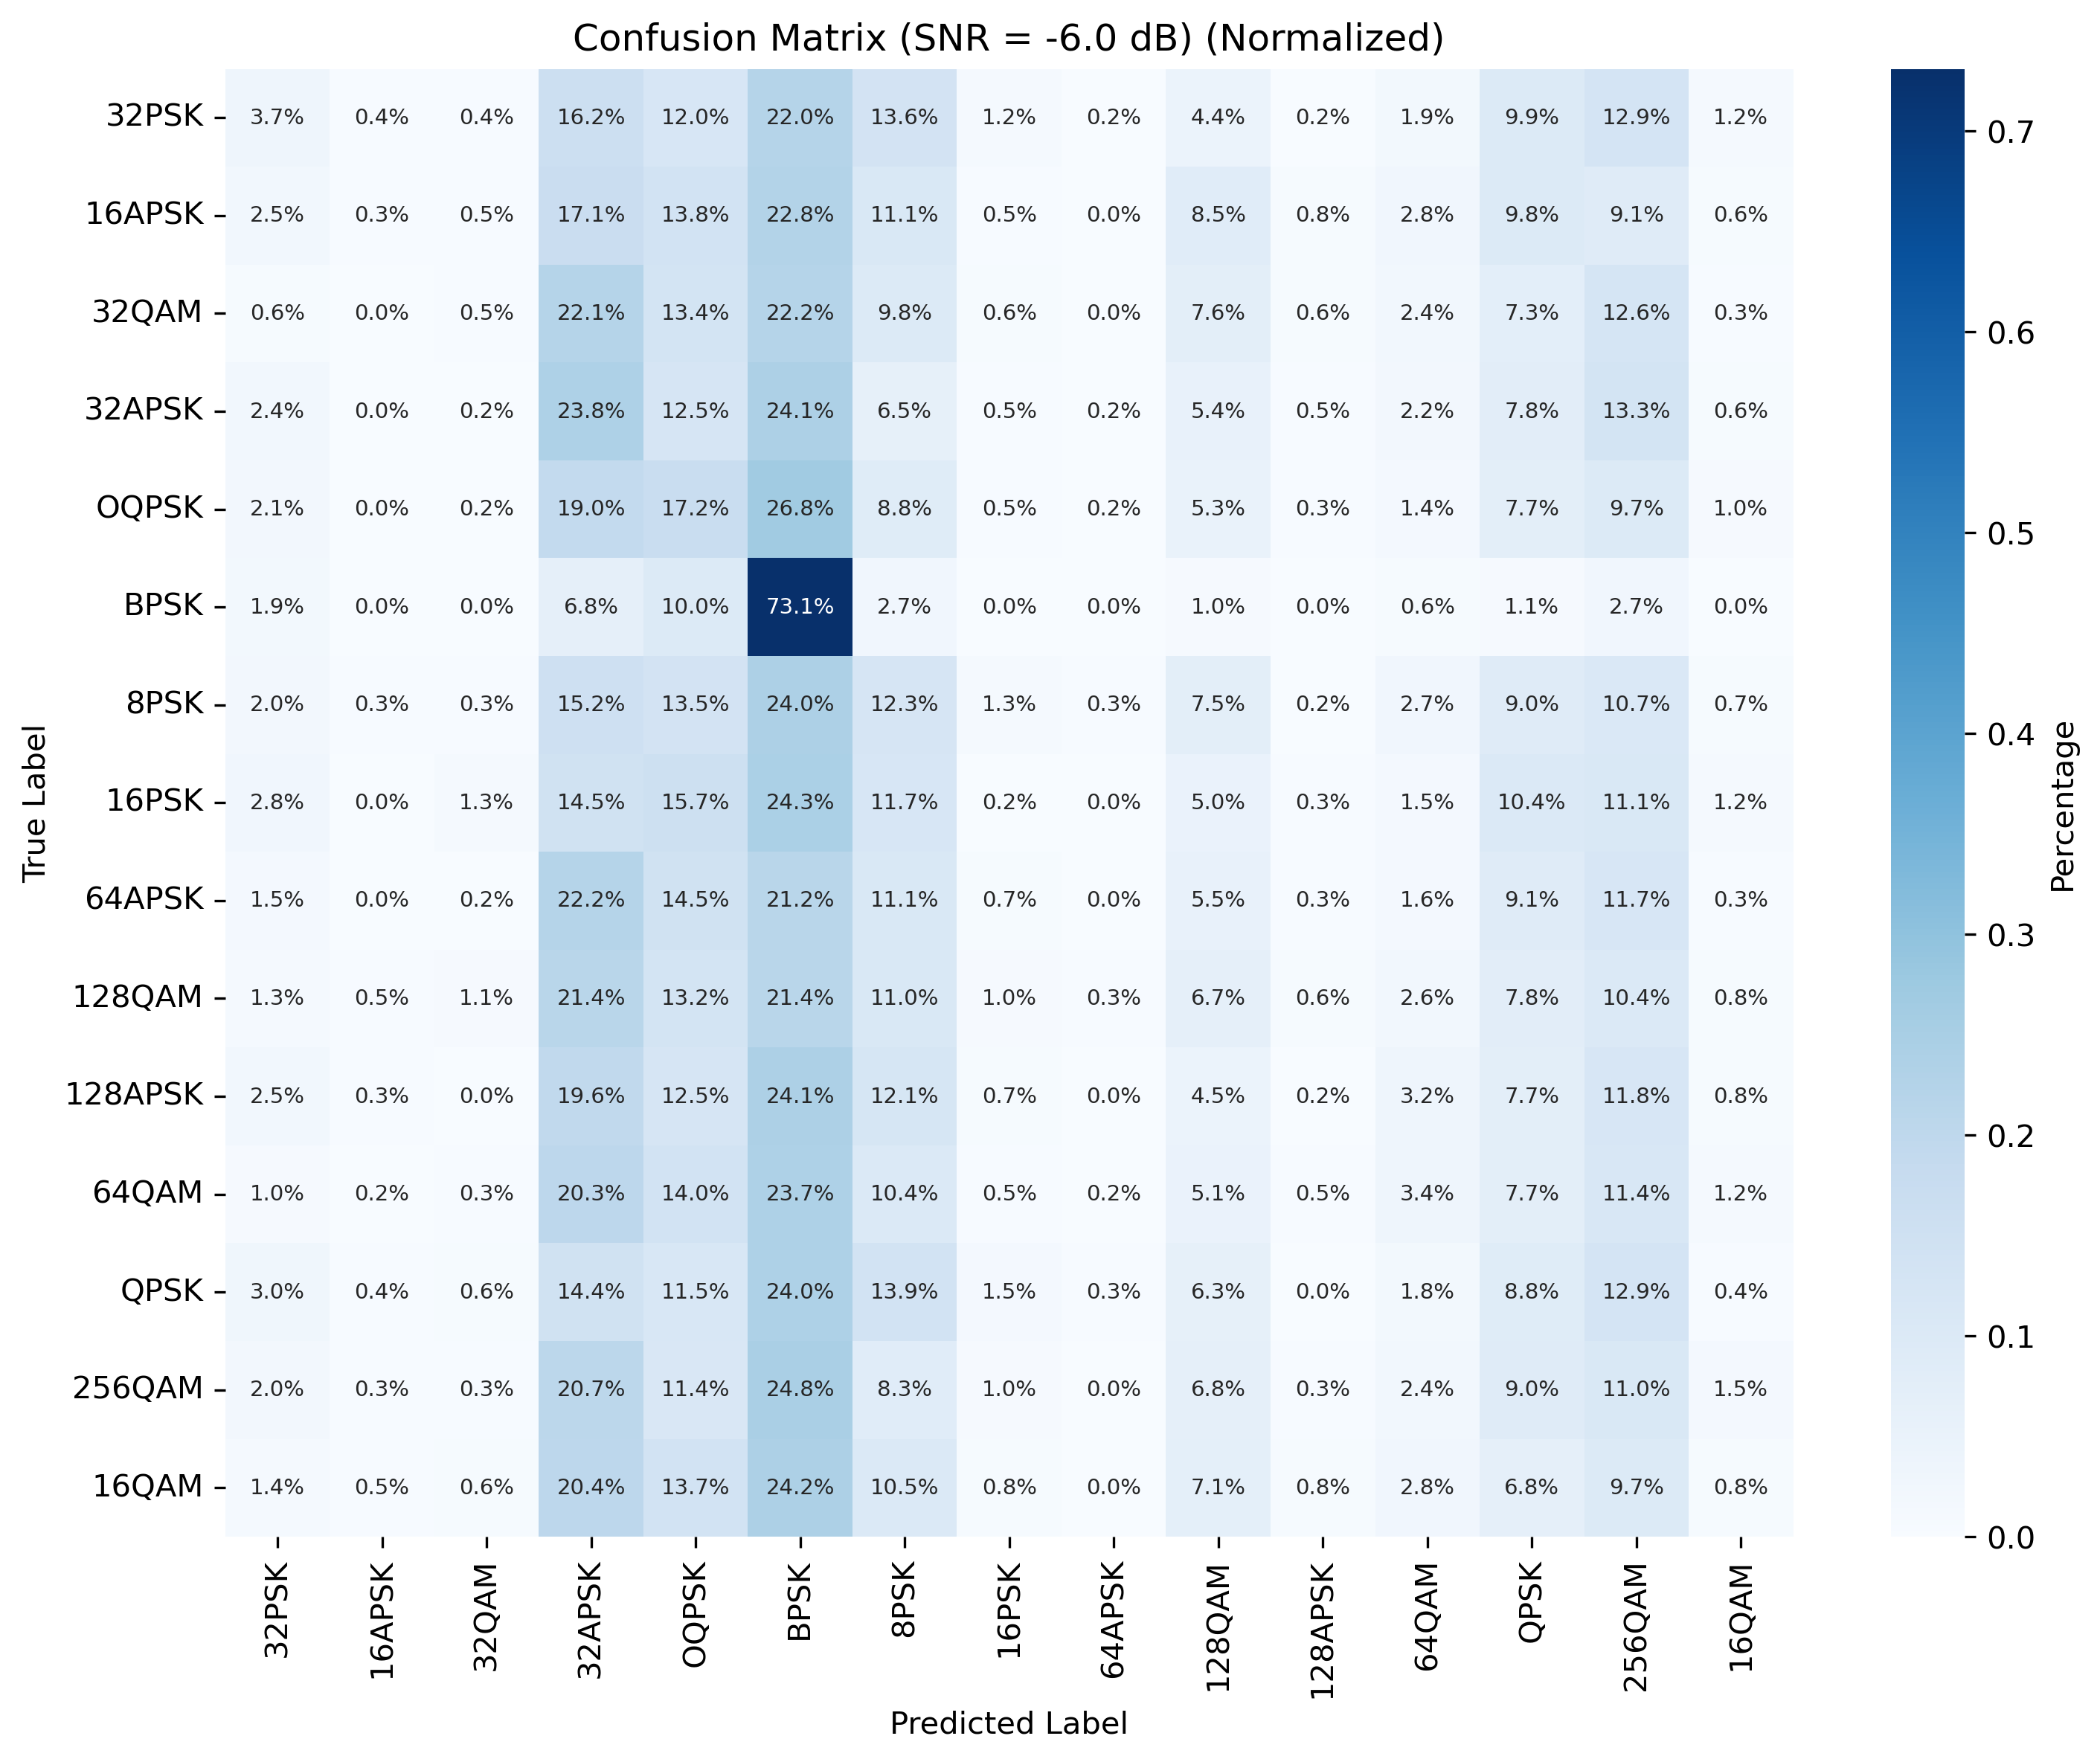 Confusion Matrix (SNR = -6.0 dB) (Normalized)
32PSK 3.7% 0.4% 0.4% 16.2% 12.0% 22.0% 13.6% 1.2% 0.2% 4.4% 0.2% 1.9% 9.9% 12.9% 1.2%
16APSK 2.5% 0.3% 0.5% 17.1% 13.8% 22.8% 11.1% 0.5% 0.0% 8.5% 0.8% 2.8% 9.8% 9.1% 0.6%
32QAM 0.6% 0.0% 0.5% 22.1% 13.4% 22.2% 9.8% 0.6% 0.0% 7.6% 0.6% 2.4% 7.3% 12.6% 0.3%
32APSK 2.4% 0.0% 0.2% 23.8% 12.5% 24.1% 6.5% 0.5% 0.2% 5.4% 0.5% 2.2% 7.8% 13.3% 0.6%
OQPSK 2.1% 0.0% 0.2% 19.0% 17.2% 26.8% 8.8% 0.5% 0.2% 5.3% 0.3% 1.4% 7.7% 9.7% 1.0%
BPSK 1.9% 0.0% 0.0% 6.8% 10.0% 73.1% 2.7% 0.0% 0.0% 1.0% 0.0% 0.6% 1.1% 2.7% 0.0%
8PSK 2.0% 0.3% 0.3% 15.2% 13.5% 24.0% 12.3% 1.3% 0.3% 7.5% 0.2% 2.7% 9.0% 10.7% 0.7%
16PSK 2.8% 0.0% 1.3% 14.5% 15.7% 24.3% 11.7% 0.2% 0.0% 5.0% 0.3% 1.5% 10.4% 11.1% 1.2%
64APSK 1.5% 0.0% 0.2% 22.2% 14.5% 21.2% 11.1% 0.7% 0.0% 5.5% 0.3% 1.6% 9.1% 11.7% 0.3%
128QAM 1.3% 0.5% 1.1% 21.4% 13.2% 21.4% 11.0% 1.0% 0.3% 6.7% 0.6% 2.6% 7.8% 10.4% 0.8%
128APSK 2.5% 0.3% 0.0% 19.6% 12.5% 24.1% 12.1% 0.7% 0.0% 4.5% 0.2% 3.2% 7.7% 11.8% 0.8%
64QAM 1.0% 0.2% 0.3% 20.3% 14.0% 23.7% 10.4% 0.5% 0.2% 5.1% 0.5% 3.4% 7.7% 11.4% 1.2%
QPSK 3.0% 0.4% 0.6% 14.4% 11.5% 24.0% 13.9% 1.5% 0.3% 6.3% 0.0% 1.8% 8.8% 12.9% 0.4%
256QAM 2.0% 0.3% 0.3% 20.7% 11.4% 24.8% 8.3% 1.0% 0.0% 6.8% 0.3% 2.4% 9.0% 11.0% 1.5%
16QAM 1.4% 0.5% 0.6% 20.4% 13.7% 24.2% 10.5% 0.8% 0.0% 7.1% 0.8% 2.8% 6.8% 9.7% 0.8%
32PSK 16APSK 32QAM 32APSK OQPSK BPSK 8PSK 16PSK 64APSK 128QAM 128APSK 64QAM QPSK 256QAM 16QAM
Predicted Label
True Label
0.7
0.6
0.5
0.4
0.3
0.2
0.1
0.0
Percentage